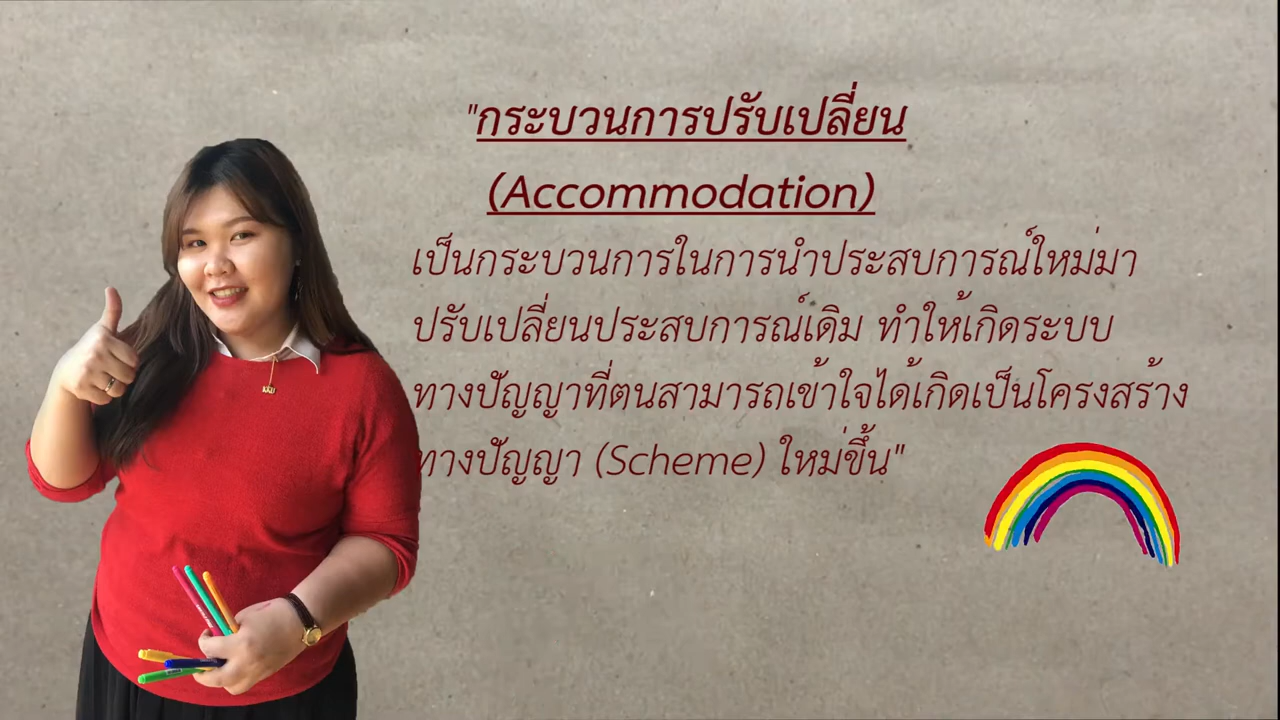 "กระบวนการปรับเปลี่ยน
(Accommodation)
เป็นกระบวนการในการนำประสบการณ์ใหม่มา
ปรับเปลี่ยนประสบการณ์เดิม ทำให้เกิดระบบ
ทางปัญญาที่ตนสามารถเข้าใจได้เกิดเป็นโครงสร้าง
ทางปัญญา (Scheme) ใหม่ขึ้น"